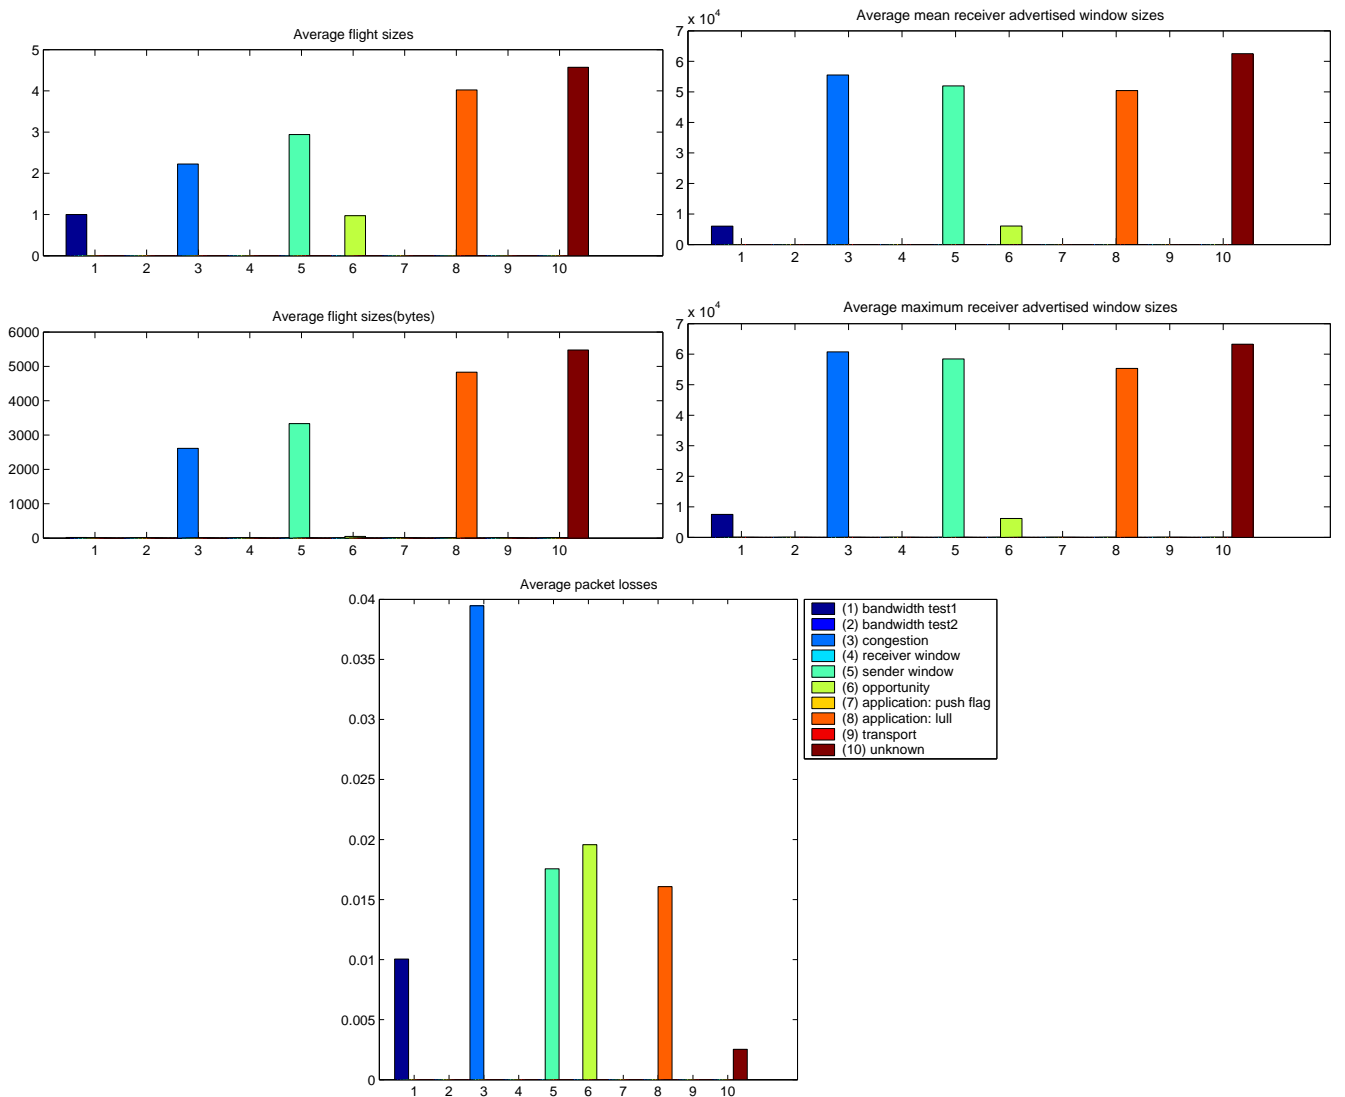 Average flight sizes
5
4
3
2
1
0
1 2 3 4 5 6 7 8 9 10
Average mean receiver advertised window sizes
x 10^4
7
6
5
4
3
2
1
0
1 2 3 4 5 6 7 8 9 10
Average flight sizes(bytes)
6000
5000
4000
3000
2000
1000
0
1 2 3 4 5 6 7 8 9 10
Average maximum receiver advertised window sizes
x 10^4
7
6
5
4
3
2
1
0
1 2 3 4 5 6 7 8 9 10
Average packet losses
0.04
0.035
0.03
0.025
0.02
0.015
0.01
0.005
0
1 2 3 4 5 6 7 8 9 10
(1) bandwidth test1
(2) bandwidth test2
(3) congestion
(4) receiver window
(5) sender window
(6) opportunity
(7) application: push flag
(8) application: lull
(9) transport
(10) unknown